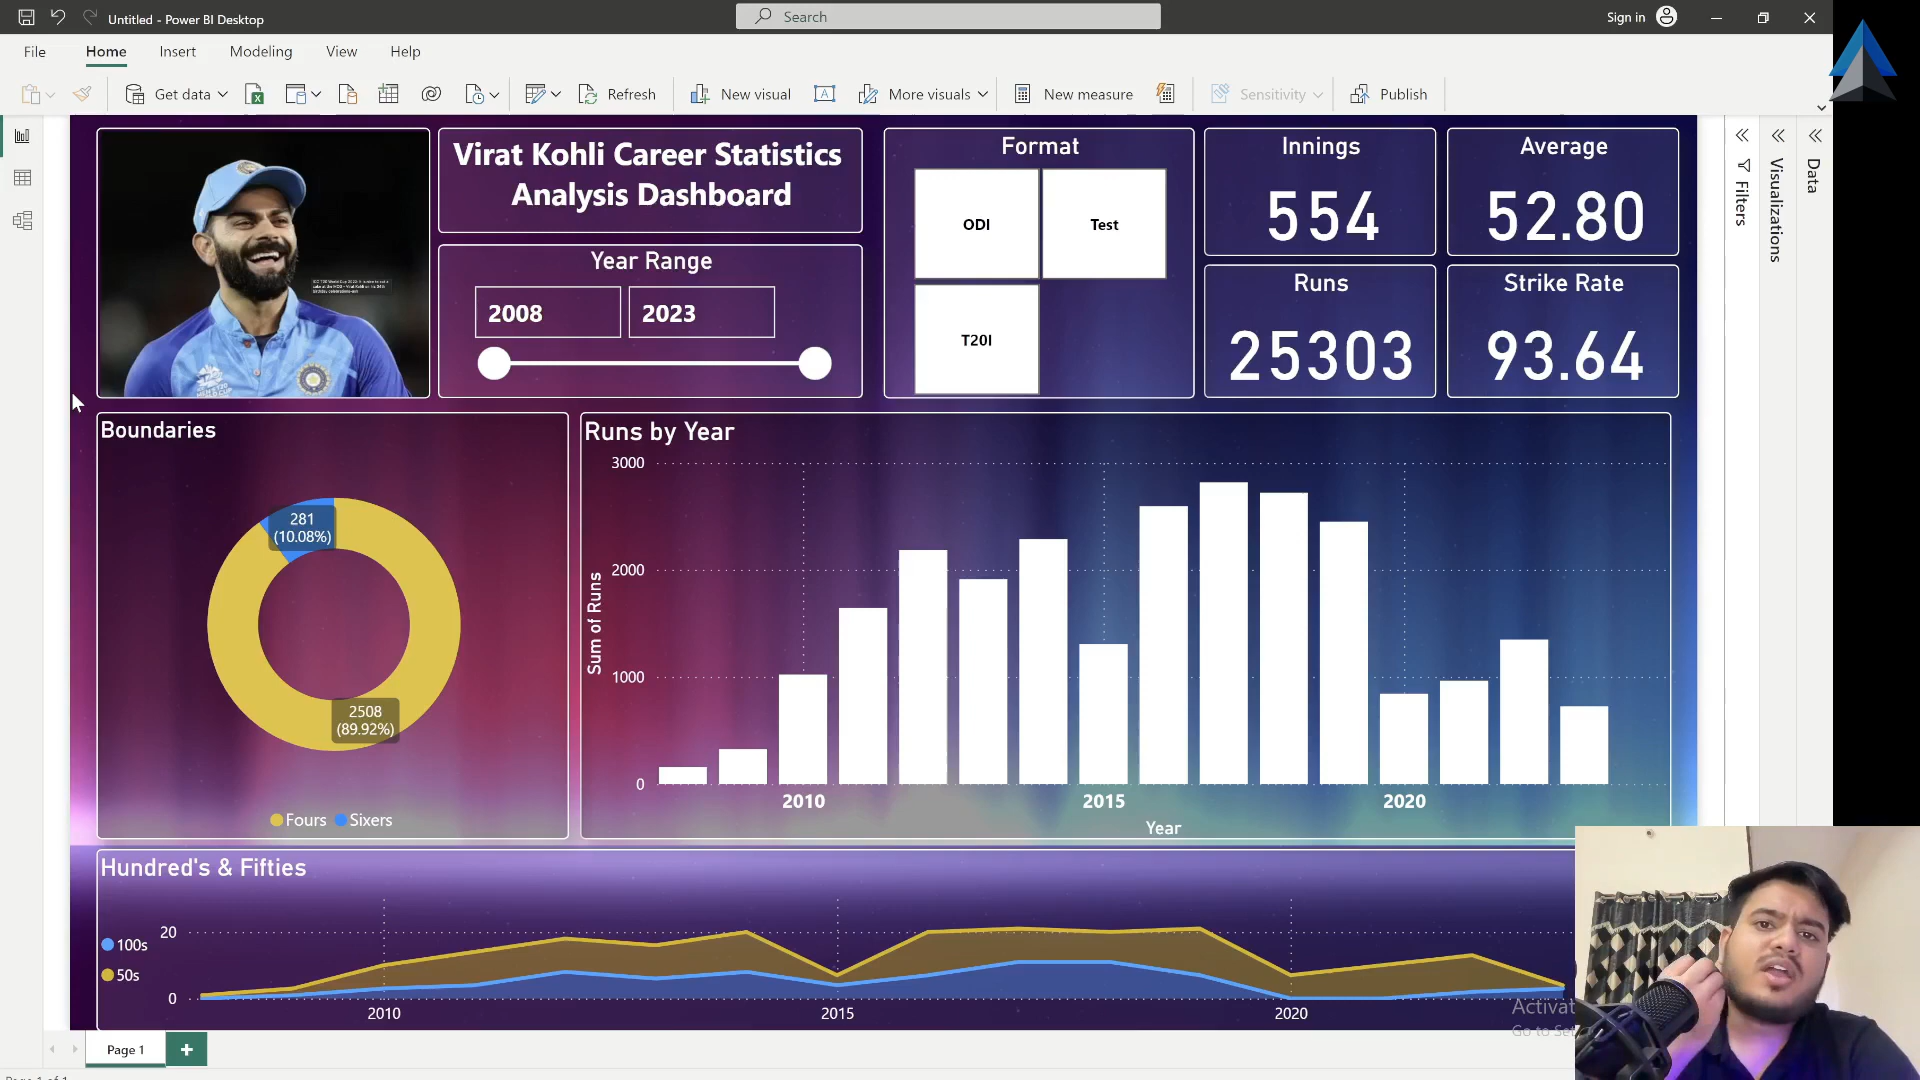 Untitled - Power BI Desktop
Search
Sign in
File
Home
Insert
Modeling
View
Help
Get data
Refresh
New visual
More visuals
New measure
Sensitivity
Publish
Virat Kohli Career Statistics
Analysis Dashboard
Year Range
2008
2023
Format
ODI
Test
T20I
Innings
554
Average
52.80
Runs
25303
Strike Rate
93.64
Filters
Visualizations
Data
Boundaries
281
(10.08%)
2508
(89.92%)
Fours
Sixers
Runs by Year
3000
2000
1000
0
Sum of Runs
2010
2015
2020
Year
Hundred's & Fifties
100s
50s
20
0
2010
2015
2020
Page 1